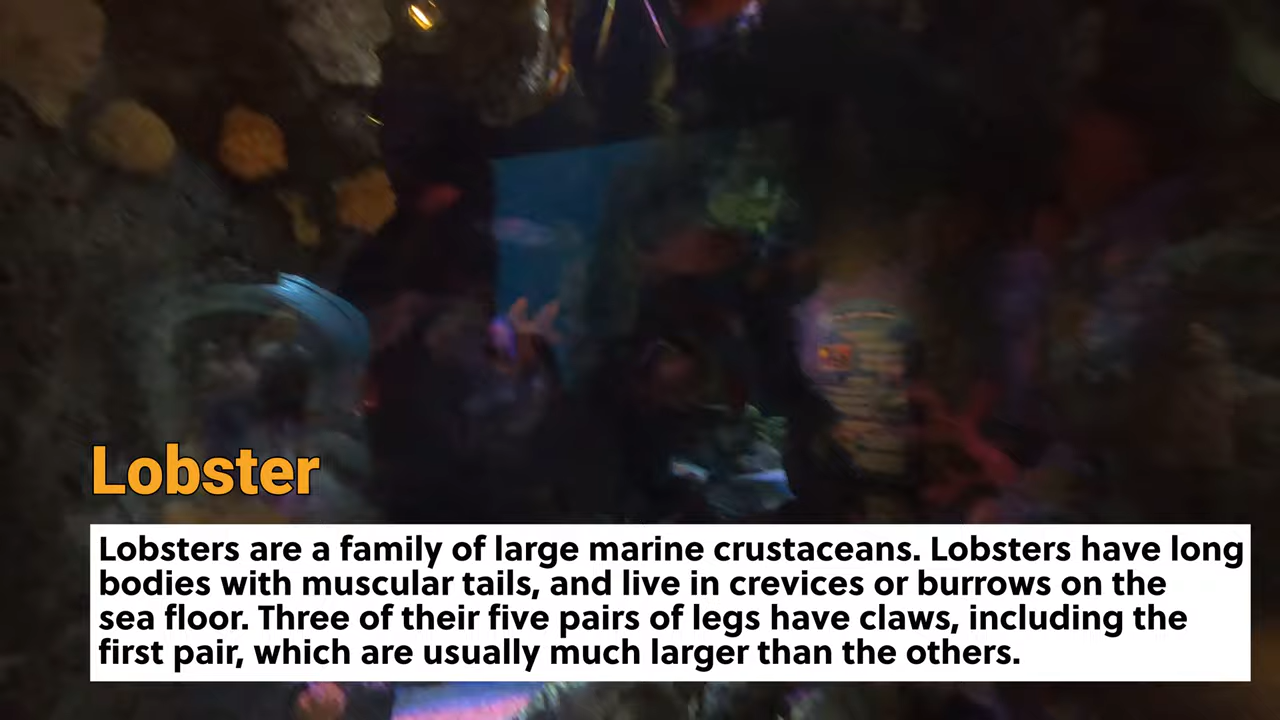 Lobster
Lobsters are a family of large marine crustaceans. Lobsters have long
bodies with muscular tails, and live in crevices or burrows on the
sea floor. Three of their five pairs of legs have claws, including the
first pair, which are usually much larger than the others.